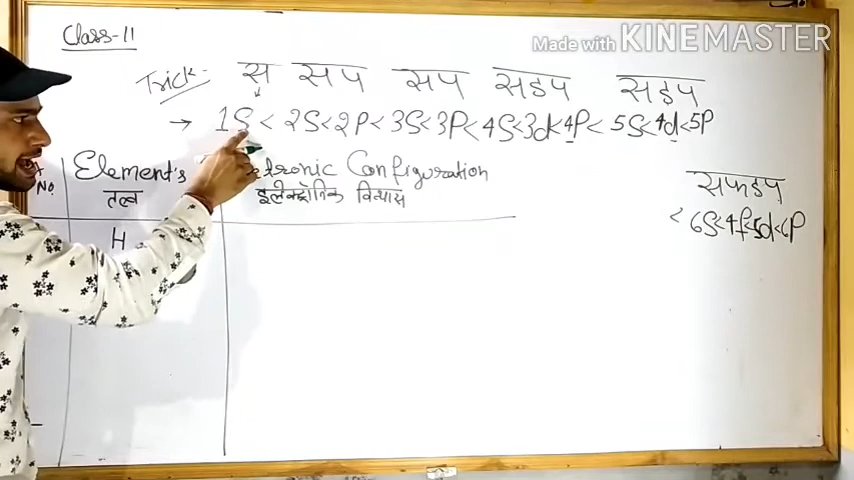 Made with KINEMASTER
Class-11
Trick:- स सप सप सडप सडप
→ 1S < 2S < 2P < 3S < 3P < 4S < 3d < 4P < 5S < 4d < 5P
Element's Electronic Configuration
No. तत्व इलेक्ट्रॉनिक विन्यास
सफडप
< 6S < 4f < 5d < 6P
H